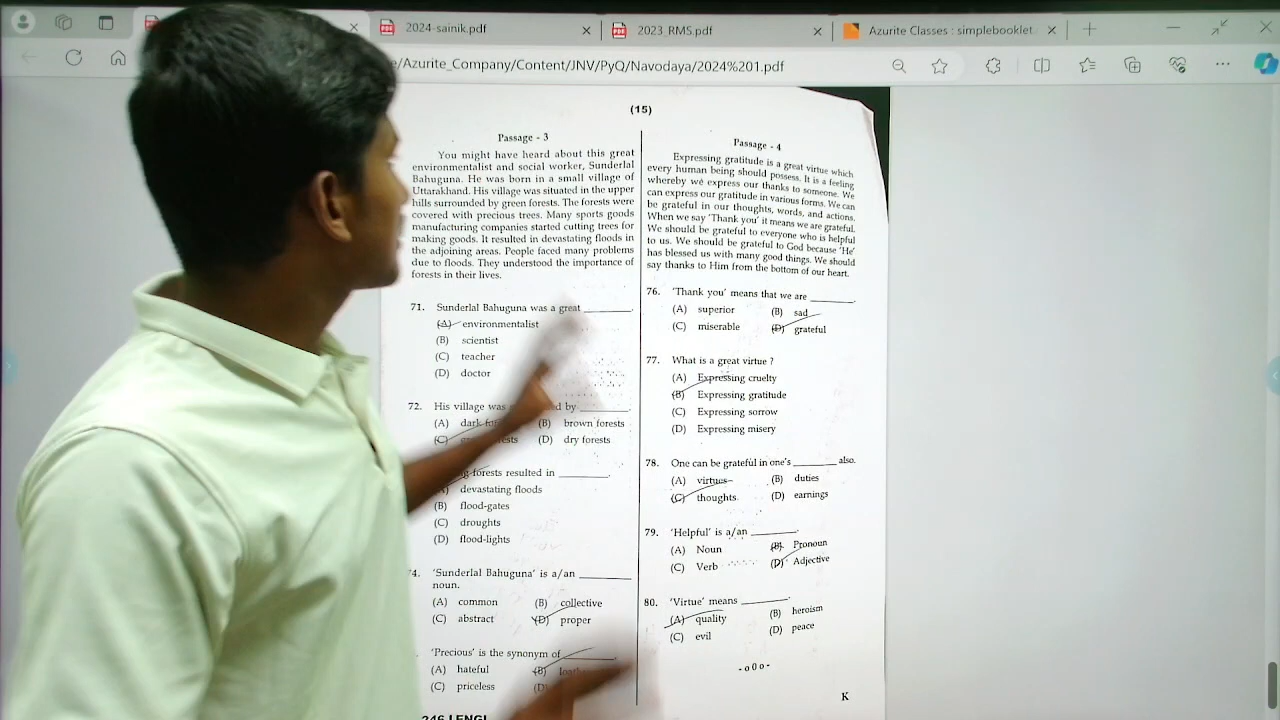 2024-sainik.pdf
2023_RMS.pdf
Azurite Classes : simplebooklet
e/Azurite_Company/Content/JNV/PyQ/Navodaya/2024%201.pdf
(15)
Passage - 3
You might have heard about this great
environmentalist and social worker, Sunderlal
Bahuguna. He was born in a small village of
Uttarakhand. His village was situated in the upper
hills surrounded by green forests. The forests were
covered with precious trees. Many sports goods
manufacturing companies started cutting trees for
making goods. It resulted in devastating floods in
the adjoining areas. People faced many problems
due to floods. They understood the importance of
forests in their lives.
71. Sunderlal Bahuguna was a great ______.
(A) environmentalist
(B) scientist
(C) teacher
(D) doctor
72. His village was ed by ______.
(A) dark (B) brown forests
(C) ests (D) dry forests
forests resulted in ______.
devastating floods
(B) flood-gates
(C) droughts
(D) flood-lights
4. 'Sunderlal Bahuguna' is a/an ______
noun.
(A) common (B) collective
(C) abstract (D) proper
'Precious' is the synonym of ______.
(A) hateful (B)
(C) priceless (D)
Passage - 4
Expressing gratitude is a great virtue which
every human being should possess. It is a feeling
whereby we express our thanks to someone. We
can express our gratitude in various forms. We can
be grateful in our thoughts, words, and actions.
When we say 'Thank you' it means we are grateful.
We should be grateful to everyone who is helpful
to us. We should be grateful to God because 'He'
has blessed us with many good things. We should
say thanks to Him from the bottom of our heart.
76. 'Thank you' means that we are ______.
(A) superior (B) sad
(C) miserable (D) grateful
77. What is a great virtue ?
(A) Expressing cruelty
(B) Expressing gratitude
(C) Expressing sorrow
(D) Expressing misery
78. One can be grateful in one's ______ also.
(A) virtues (B) duties
(C) thoughts (D) earnings
79. 'Helpful' is a/an ______.
(A) Noun (B) Pronoun
(C) Verb (D) Adjective
80. 'Virtue' means ______.
(A) quality (B) heroism
(C) evil (D) peace
-o0o-
K